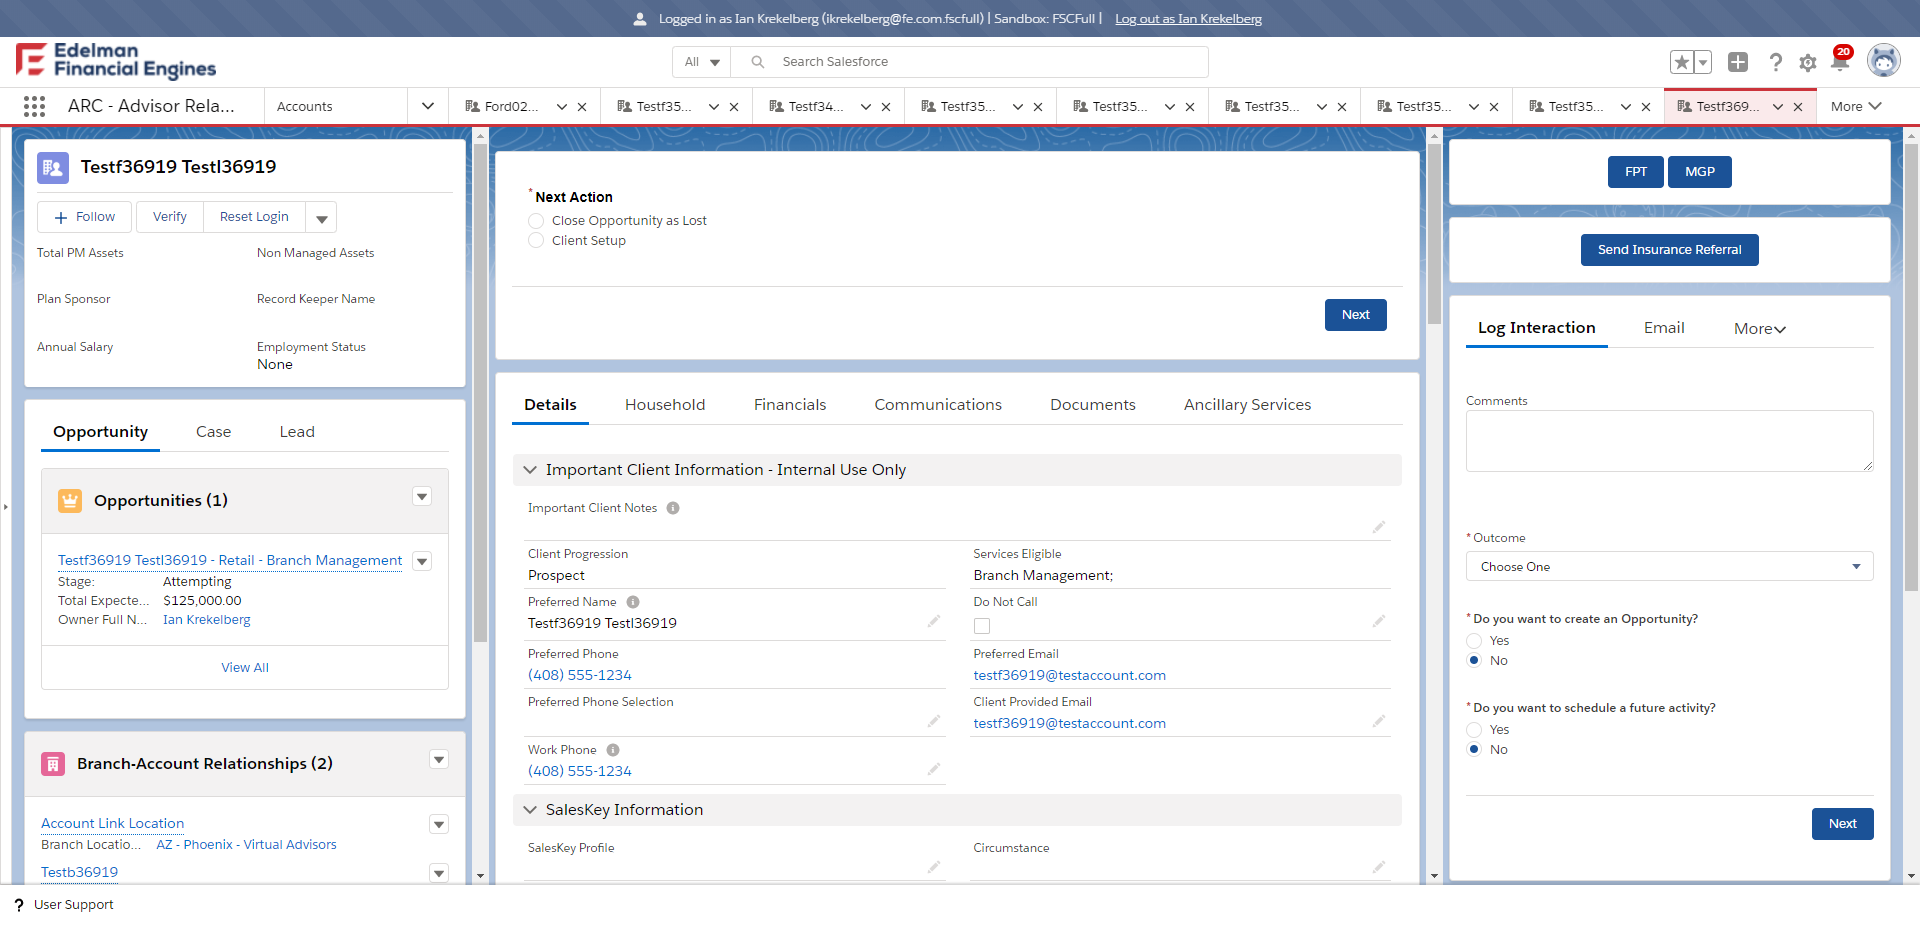 Logged in as Ian Krekelberg (ikrekelberg@fe.com.fscfull) | Sandbox: FSCFull | Log out as Ian Krekelberg
Edelman
Financial Engines
All
Search Salesforce
20
ARC - Advisor Rela...
Accounts
Ford02...
Testf35...
Testf34...
Testf35...
Testf35...
Testf35...
Testf35...
Testf35...
Testf369...
More
Testf36919 Testl36919
Follow
Verify
Reset Login
Total PM Assets
Non Managed Assets
Plan Sponsor
Record Keeper Name
Annual Salary
Employment Status
None
Opportunity
Case
Lead
Opportunities (1)
Testf36919 Testl36919 - Retail - Branch Management
Stage: Attempting
Total Expecte... $125,000.00
Owner Full N... Ian Krekelberg
View All
Branch-Account Relationships (2)
Account Link Location
Branch Locatio... AZ - Phoenix - Virtual Advisors
Testb36919
*Next Action
Close Opportunity as Lost
Client Setup
Next
Details
Household
Financials
Communications
Documents
Ancillary Services
Important Client Information - Internal Use Only
Important Client Notes
Client Progression
Prospect
Services Eligible
Branch Management;
Preferred Name
Testf36919 Testl36919
Do Not Call
Preferred Phone
(408) 555-1234
Preferred Email
testf36919@testaccount.com
Preferred Phone Selection
Client Provided Email
testf36919@testaccount.com
Work Phone
(408) 555-1234
SalesKey Information
SalesKey Profile
Circumstance
FPT
MGP
Send Insurance Referral
Log Interaction
Email
More
Comments
*Outcome
Choose One
*Do you want to create an Opportunity?
Yes
No
*Do you want to schedule a future activity?
Yes
No
Next
? User Support